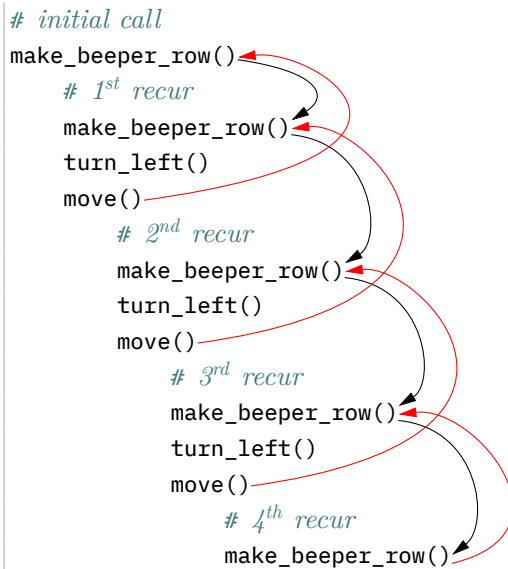 # initial call
make_beeper_row()
# 1st recur
make_beeper_row()
turn_left()
move()
# 2nd recur
make_beeper_row()
turn_left()
move()
# 3rd recur
make_beeper_row()
turn_left()
move()
# 4th recur
make_beeper_row()